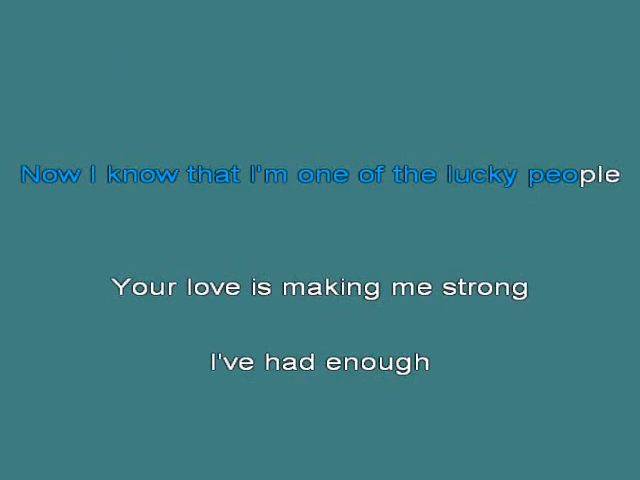 Now I know that I'm one of the lucky people
Your love is making me strong
I've had enough